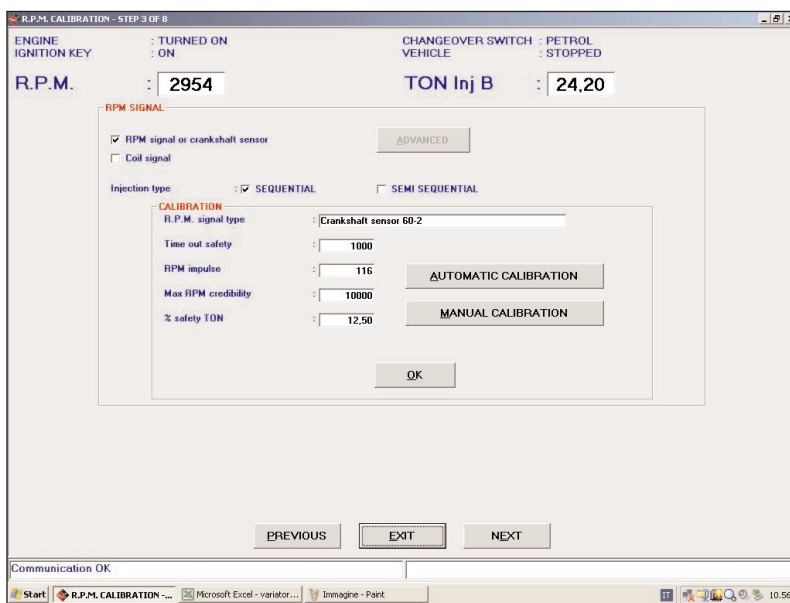 R.P.M. CALIBRATION - STEP 3 OF 8
ENGINE : TURNED ON CHANGEOVER SWITCH : PETROL
IGNITION KEY : ON VEHICLE : STOPPED
R.P.M. : 2954 TON Inj B : 24,20
RPM SIGNAL
RPM signal or crankshaft sensor ADVANCED
Coil signal
Injection type : SEQUENTIAL SEMI SEQUENTIAL
CALIBRATION
R.P.M. signal type : Crankshaft sensor 60-2
Time out safety : 1000
RPM impulse : 116 AUTOMATIC CALIBRATION
Max RPM credibility : 10000
% safety TON : 12,50 MANUAL CALIBRATION
OK
PREVIOUS EXIT NEXT
Communication OK
Start R.P.M. CALIBRATION -... Microsoft Excel - variator... Immagine - Paint IT 10.56